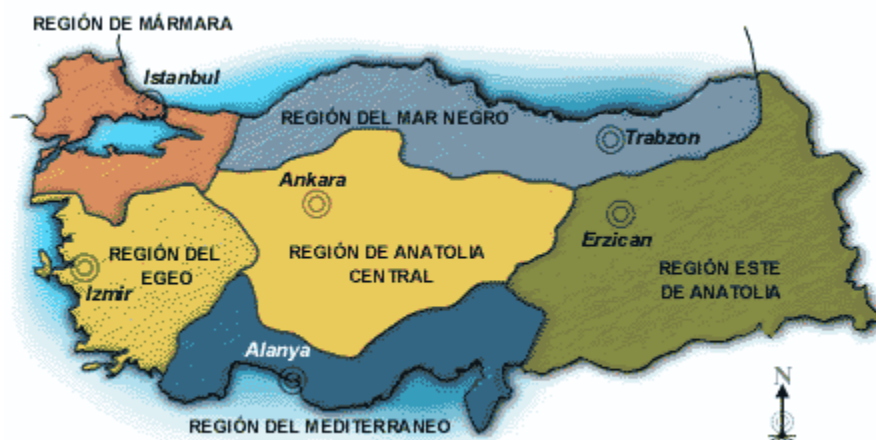 REGIÓN DE MÁRMARA
Istanbul
REGIÓN DEL MAR NEGRO
Trabzon
Ankara
Erzican
REGIÓN DEL
EGEO
REGIÓN DE ANATOLIA
CENTRAL
REGIÓN ESTE
DE ANATOLIA
Izmir
Alanya
REGIÓN DEL MEDITERRANEO
N